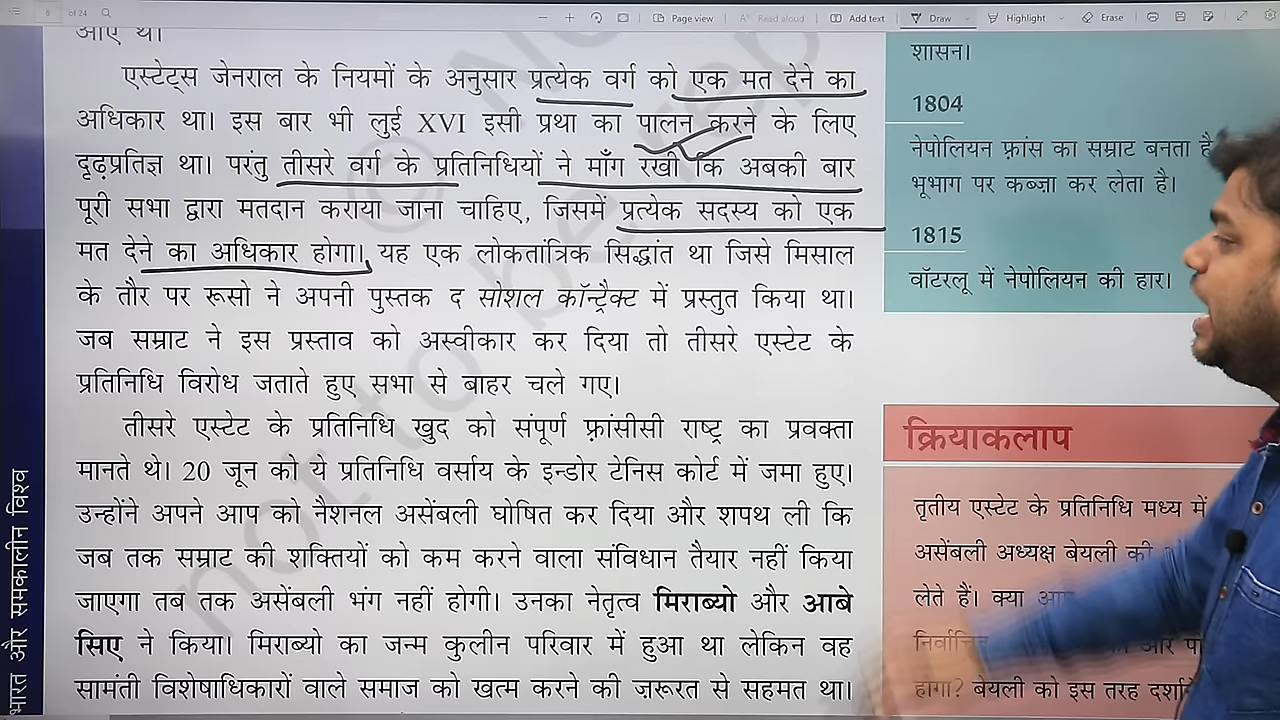 8 of 24
Page view
Read aloud
Add text
Draw
Highlight
Erase
आए थे।
एस्टेट्स जेनराल के नियमों के अनुसार प्रत्येक वर्ग को एक मत देने का
अधिकार था। इस बार भी लुई XVI इसी प्रथा का पालन करने के लिए
दृढ़प्रतिज्ञ था। परंतु तीसरे वर्ग के प्रतिनिधियों ने माँग रखी कि अबकी बार
पूरी सभा द्वारा मतदान कराया जाना चाहिए, जिसमें प्रत्येक सदस्य को एक
मत देने का अधिकार होगा। यह एक लोकतांत्रिक सिद्धांत था जिसे मिसाल
के तौर पर रूसो ने अपनी पुस्तक द सोशल कॉन्ट्रैक्ट में प्रस्तुत किया था।
जब सम्राट ने इस प्रस्ताव को अस्वीकार कर दिया तो तीसरे एस्टेट के
प्रतिनिधि विरोध जताते हुए सभा से बाहर चले गए।
तीसरे एस्टेट के प्रतिनिधि खुद को संपूर्ण फ़्रांसीसी राष्ट्र का प्रवक्ता
मानते थे। 20 जून को ये प्रतिनिधि वर्साय के इन्डोर टेनिस कोर्ट में जमा हुए।
उन्होंने अपने आप को नैशनल असेंबली घोषित कर दिया और शपथ ली कि
जब तक सम्राट की शक्तियों को कम करने वाला संविधान तैयार नहीं किया
जाएगा तब तक असेंबली भंग नहीं होगी। उनका नेतृत्व मिराब्यो और आबे
सिए ने किया। मिराब्यो का जन्म कुलीन परिवार में हुआ था लेकिन वह
सामंती विशेषाधिकारों वाले समाज को खत्म करने की ज़रूरत से सहमत था।
शासन।
1804
नेपोलियन फ़्रांस का सम्राट बनता है
भूभाग पर कब्ज़ा कर लेता है।
1815
वॉटरलू में नेपोलियन की हार।
क्रियाकलाप
तृतीय एस्टेट के प्रतिनिधि मध्य में
असेंबली अध्यक्ष बेयली की
लेते हैं। क्या
होगा? बेयली को इस तरह
भारत और समकालीन विश्व
not to be